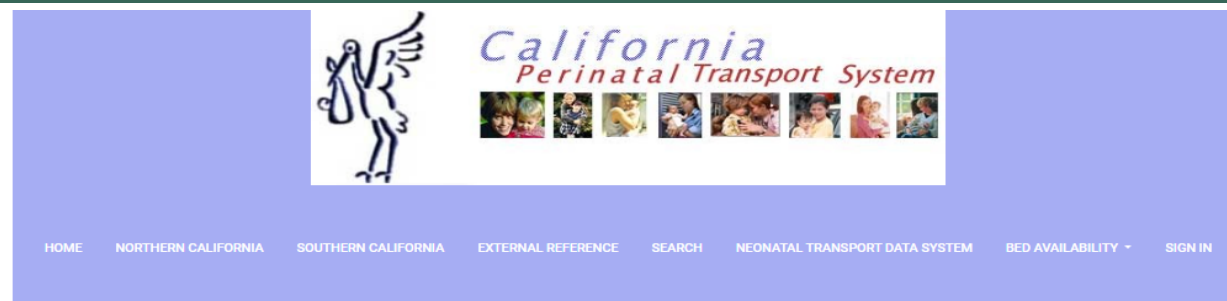 California
Perinatal Transport System
HOME NORTHERN CALIFORNIA SOUTHERN CALIFORNIA EXTERNAL REFERENCE SEARCH NEONATAL TRANSPORT DATA SYSTEM BED AVAILABILITY SIGN IN